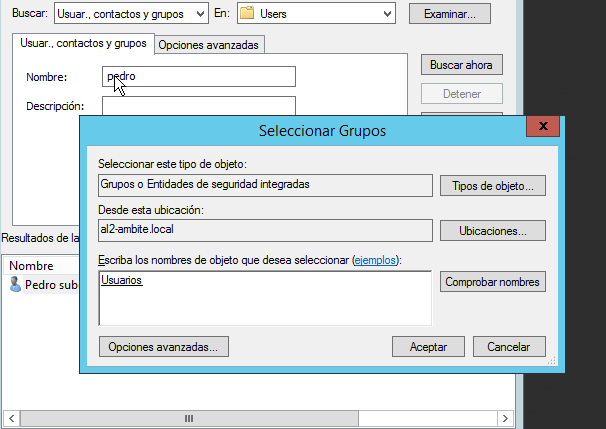 Buscar: Usuar., contactos y grupos En: Users Examinar...
Usuar., contactos y grupos Opciones avanzadas
Nombre: pedro Buscar ahora
Detener
Descripción:
Seleccionar Grupos x
Seleccionar este tipo de objeto:
Grupos o Entidades de seguridad integradas Tipos de objeto...
Desde esta ubicación:
al2-ambite.local Ubicaciones...
Resultados de la
Escriba los nombres de objeto que desea seleccionar (ejemplos):
Nombre
Usuarios Comprobar nombres
Pedro sub
Opciones avanzadas... Aceptar Cancelar